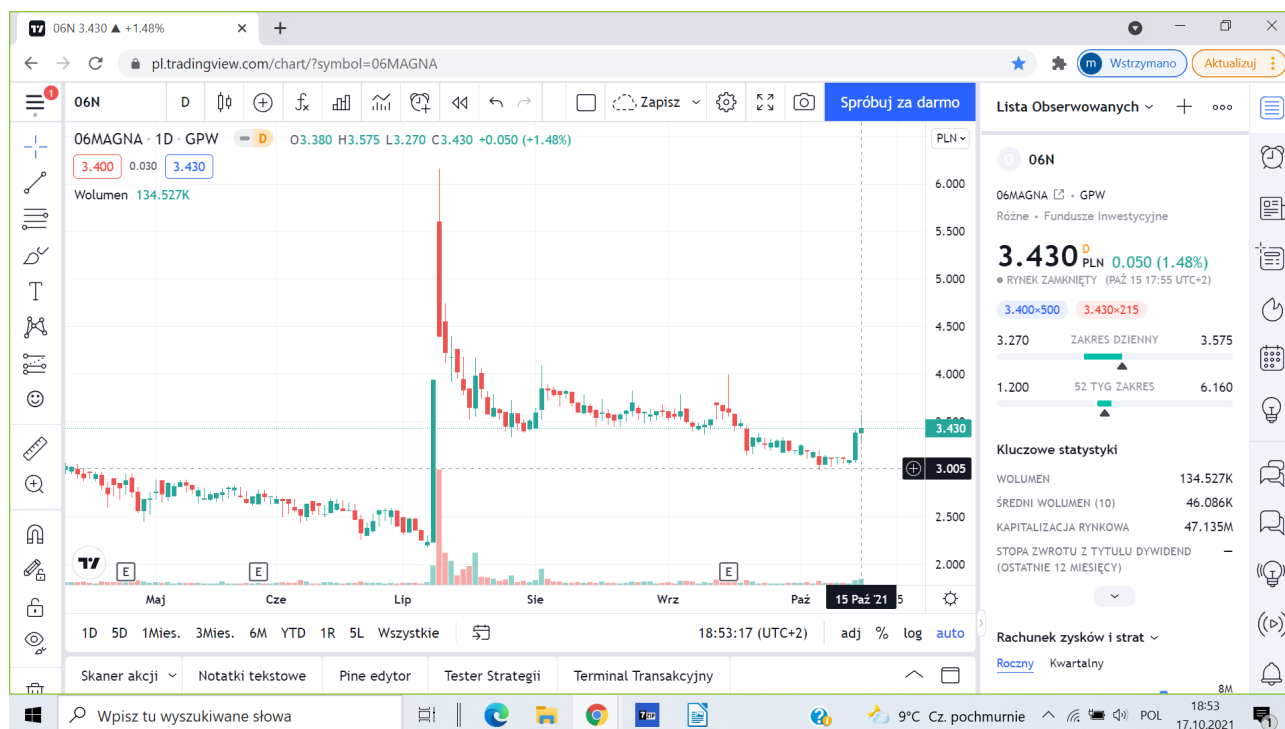 06N 3.430 ▲ +1.48%
pl.tradingview.com/chart/?symbol=06MAGNA
m Wstrzymano Aktualizuj
1
06N D Zapisz Spróbuj za darmo
Lista Obserwowanych
06MAGNA · 1D · GPW D O3.380 H3.575 L3.270 C3.430 +0.050 (+1.48%)
PLN
3.400 0.030 3.430
Wolumen 134.527K
6.000
5.500
5.000
4.500
4.000
3.430
3.005
2.500
2.000
E E E
Maj Cze Lip Sie Wrz Paź 15 Paź '21 5
1D 5D 1Mies. 3Mies. 6M YTD 1R 5L Wszystkie 18:53:17 (UTC+2) adj % log auto
Skaner akcji Notatki tekstowe Pine edytor Tester Strategii Terminal Transakcyjny
0 06N
06MAGNA · GPW
Różne · Fundusze Inwestycyjne
3.430 D PLN 0.050 (1.48%)
RYNEK ZAMKNIĘTY (PAŹ 15 17:55 UTC+2)
3.400×500 3.430×215
3.270 ZAKRES DZIENNY 3.575
1.200 52 TYG ZAKRES 6.160
Kluczowe statystyki
WOLUMEN 134.527K
ŚREDNI WOLUMEN (10) 46.086K
KAPITALIZACJA RYNKOWA 47.135M
STOPA ZWROTU Z TYTUŁU DYWIDEND —
(OSTATNIE 12 MIESIĘCY)
Rachunek zysków i strat
Roczny Kwartalny
8M
Wpisz tu wyszukiwane słowa
7ZIP
9°C Cz. pochmurnie
POL
18:53
17.10.2021
1